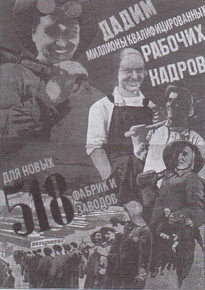 ДАДИМ
МИЛЛИОНЫ КВАЛИФИЦИРОВАННЫХ
РАБОЧИХ
КАДРОВ
ДЛЯ НОВЫХ
518
ФАБРИК И
ЗАВОДОВ